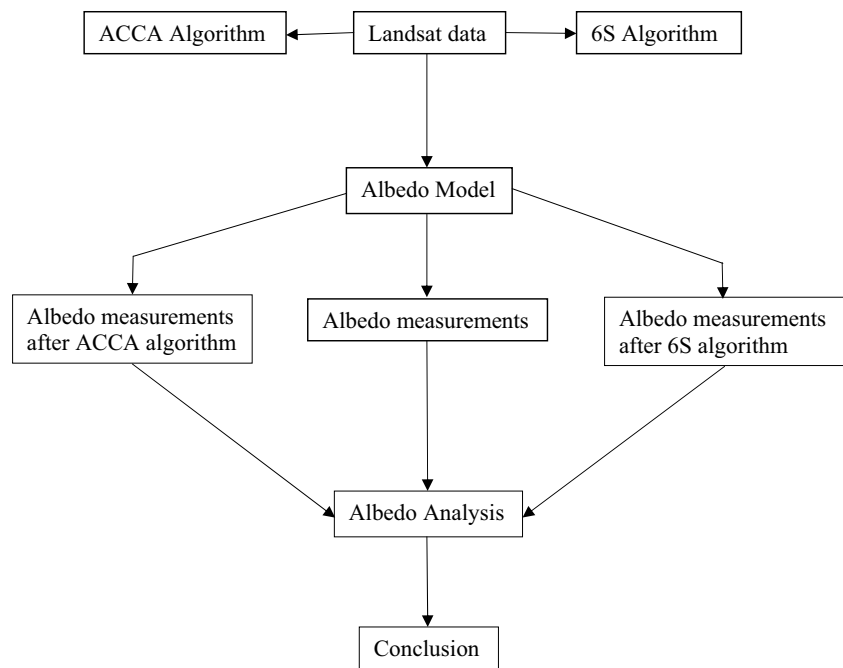 ACCA Algorithm
Landsat data
6S Algorithm
Albedo Model
Albedo measurements
after ACCA algorithm
Albedo measurements
Albedo measurements
after 6S algorithm
Albedo Analysis
Conclusion